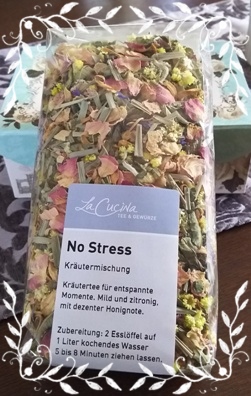 La Cucina
TEE & GEWÜRZE
No Stress
Kräutermischung
Kräutertee für entspannte
Momente. Mild und zitronig,
mit dezenter Honignote.
Zubereitung: 2 Esslöffel auf
1 Liter kochendes Wasser
5 bis 8 Minuten ziehen lassen.